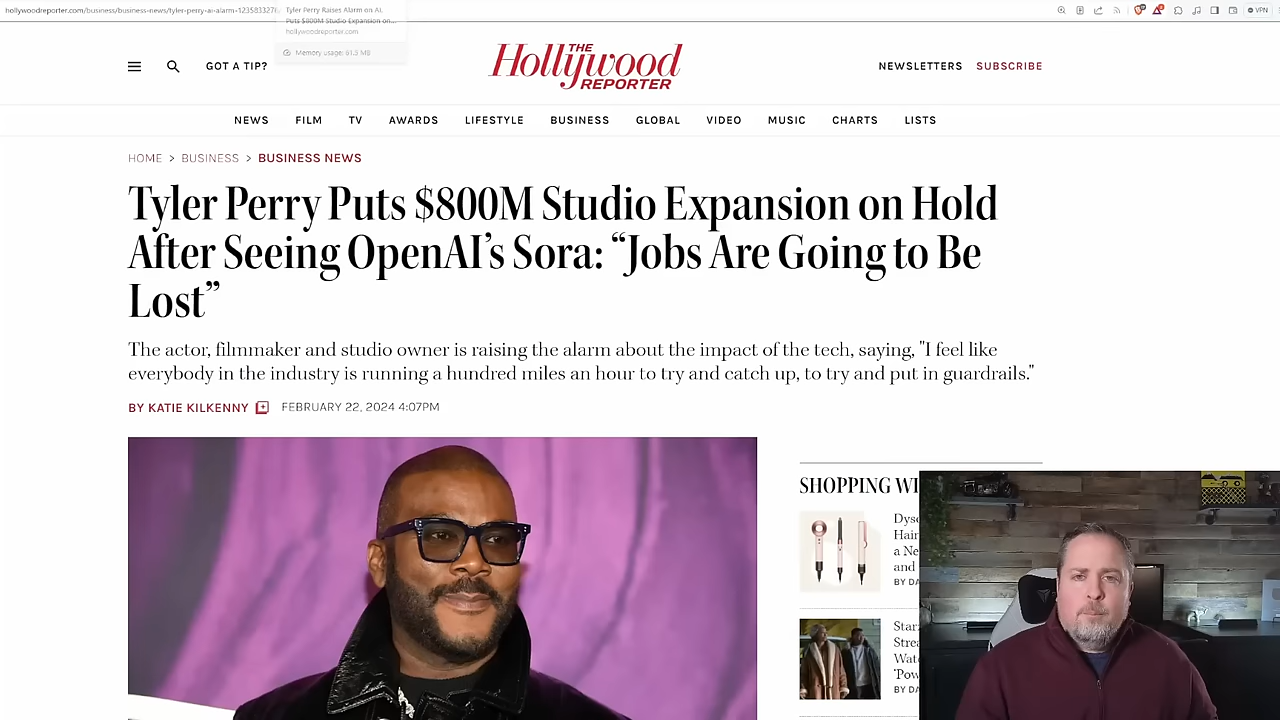 hollywoodreporter.com/business/business-news/tyler-perry-ai-alarm-1235833276
Tyler Perry Raises Alarm on AI,
Puts $800M Studio Expansion on...
hollywoodreporter.com
Memory usage: 61.5 MB
VPN
GOT A TIP?
THE
Hollywood
REPORTER
NEWSLETTERS SUBSCRIBE
NEWS FILM TV AWARDS LIFESTYLE BUSINESS GLOBAL VIDEO MUSIC CHARTS LISTS
HOME > BUSINESS > BUSINESS NEWS
Tyler Perry Puts $800M Studio Expansion on Hold
After Seeing OpenAI’s Sora: “Jobs Are Going to Be
Lost”
The actor, filmmaker and studio owner is raising the alarm about the impact of the tech, saying, "I feel like
everybody in the industry is running a hundred miles an hour to try and catch up, to try and put in guardrails."
BY KATIE KILKENNY FEBRUARY 22, 2024 4:07PM
SHOPPING WI
Dyso
Hair
a Ne
and
BY DA
Starz
Strea
Wat
'Pow
BY DA